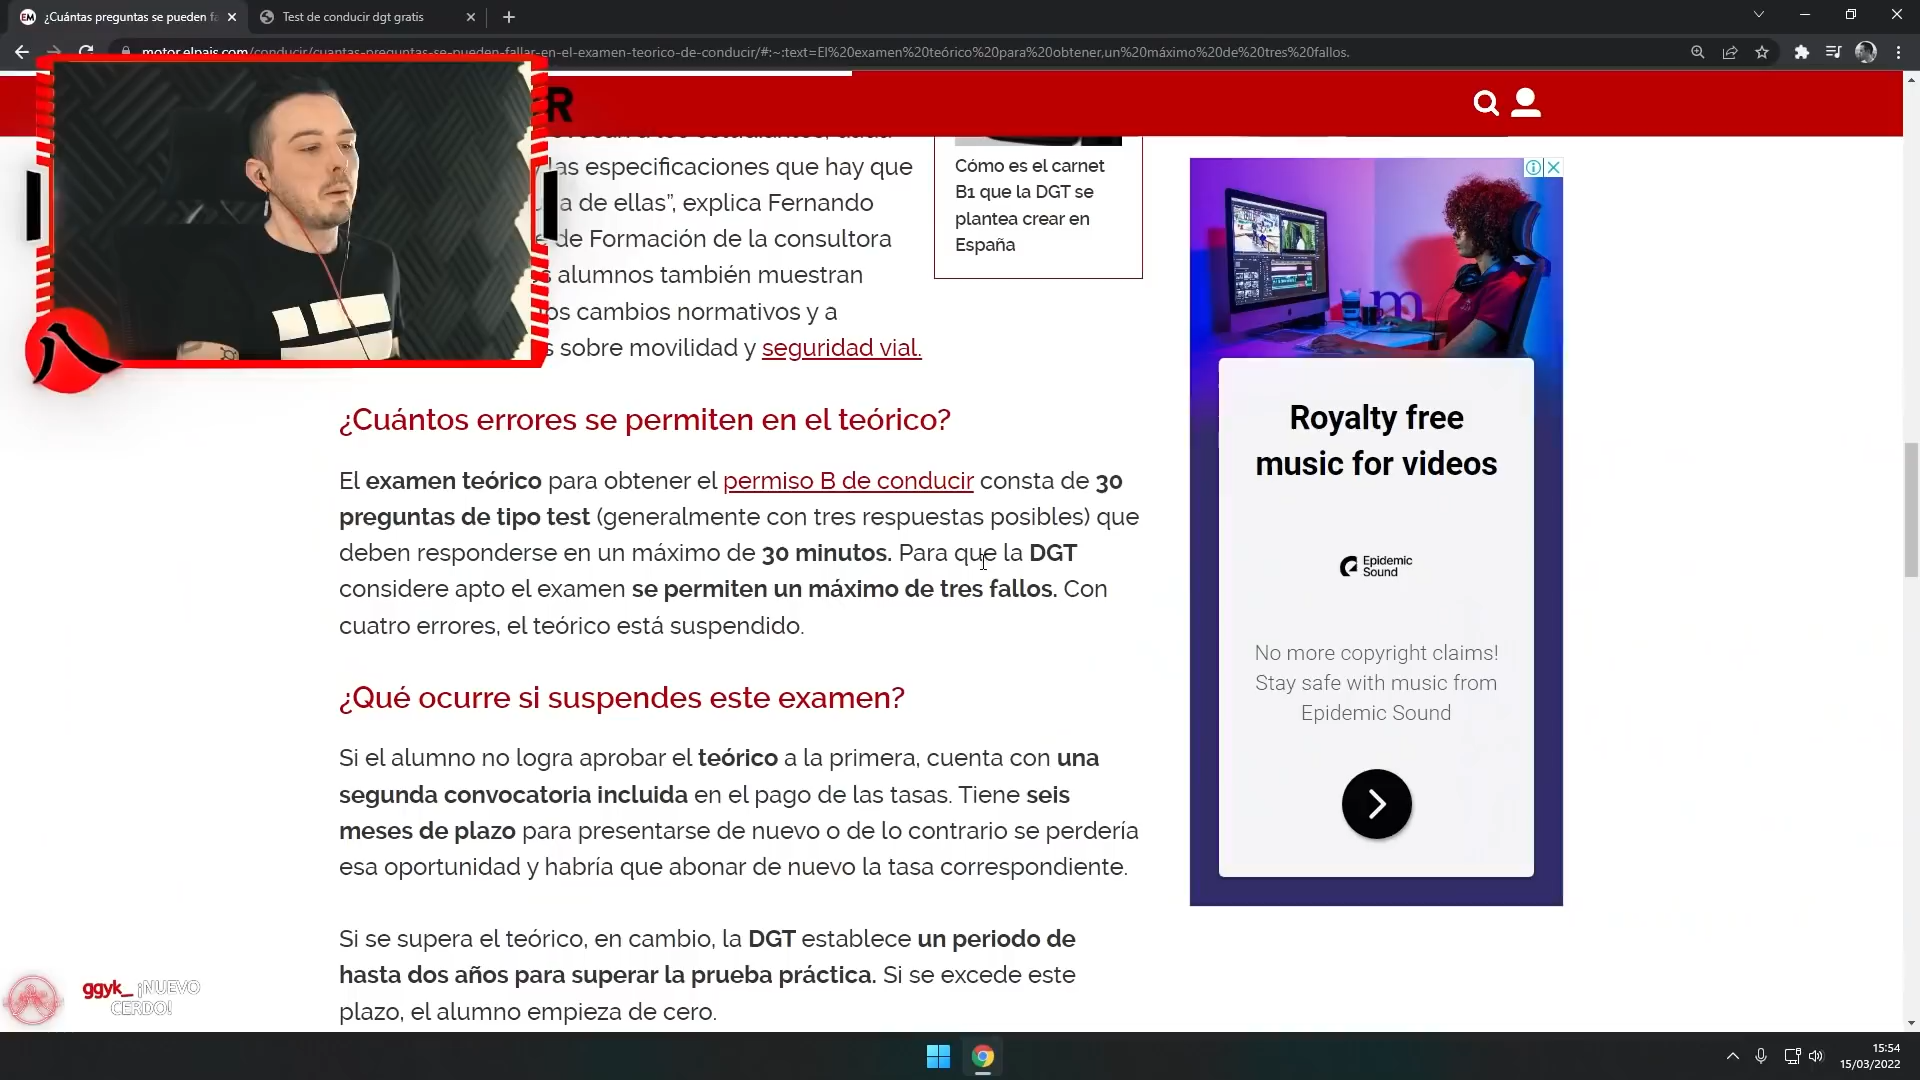 ¿Cuántas preguntas se pueden fa
Test de conducir dgt gratis
motor.elpais.com/conducir/cuantas-preguntas-se-pueden-fallar-en-el-examen-teorico-de-conducir/#:~:text=El%20examen%20teórico%20para%20obtener,un%20máximo%20de%20tres%20fallos.
R
las especificaciones que hay que
a de ellas”, explica Fernando
de Formación de la consultora
s alumnos también muestran
os cambios normativos y a
s sobre movilidad y seguridad vial.
Cómo es el carnet
B1 que la DGT se
plantea crear en
España
¿Cuántos errores se permiten en el teórico?
El examen teórico para obtener el permiso B de conducir consta de 30
preguntas de tipo test (generalmente con tres respuestas posibles) que
deben responderse en un máximo de 30 minutos. Para que la DGT
considere apto el examen se permiten un máximo de tres fallos. Con
cuatro errores, el teórico está suspendido.
¿Qué ocurre si suspendes este examen?
Si el alumno no logra aprobar el teórico a la primera, cuenta con una
segunda convocatoria incluida en el pago de las tasas. Tiene seis
meses de plazo para presentarse de nuevo o de lo contrario se perdería
esa oportunidad y habría que abonar de nuevo la tasa correspondiente.
Si se supera el teórico, en cambio, la DGT establece un periodo de
hasta dos años para superar la prueba práctica. Si se excede este
plazo, el alumno empieza de cero.
Royalty free
music for videos
Epidemic
Sound
No more copyright claims!
Stay safe with music from
Epidemic Sound
ggyk_ ¡NUEVO
CERDO!
15:54
15/03/2022